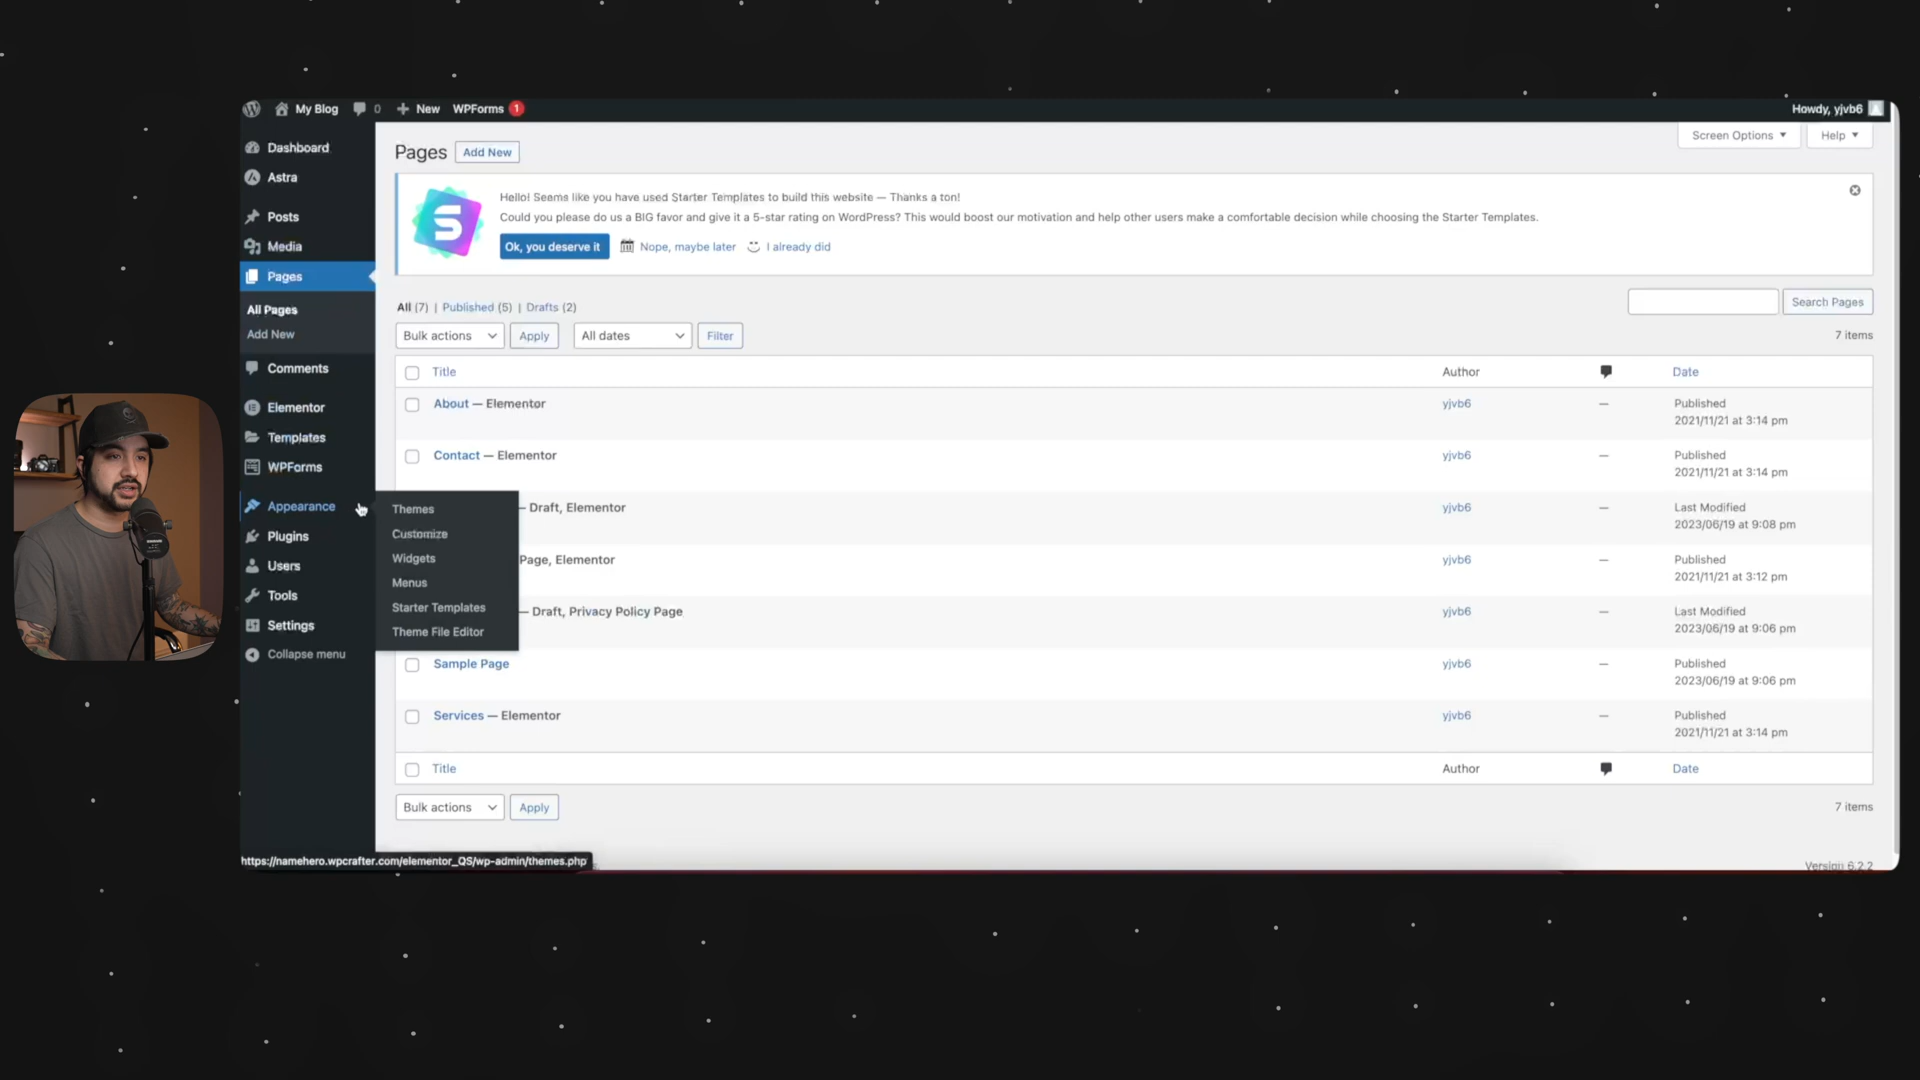 My Blog 0 New WPForms 1 Howdy, yjvb6
Dashboard
Astra
Posts
Media
Pages
All Pages
Add New
Comments
Elementor
Templates
WPForms
Appearance
Plugins
Users
Tools
Settings
Collapse menu
Themes
Customize
Widgets
Menus
Starter Templates
Theme File Editor
Screen Options Help
Pages Add New
Hello! Seems like you have used Starter Templates to build this website — Thanks a ton!
Could you please do us a BIG favor and give it a 5-star rating on WordPress? This would boost our motivation and help other users make a comfortable decision while choosing the Starter Templates.
Ok, you deserve it Nope, maybe later I already did
All (7) | Published (5) | Drafts (2)
Search Pages
Bulk actions Apply All dates Filter 7 items
Title Author Date
About — Elementor yjvb6 — Published
2021/11/21 at 3:14 pm
Contact — Elementor yjvb6 — Published
2021/11/21 at 3:14 pm
— Draft, Elementor yjvb6 — Last Modified
2023/06/19 at 9:08 pm
Page, Elementor yjvb6 — Published
2021/11/21 at 3:12 pm
— Draft, Privacy Policy Page yjvb6 — Last Modified
2023/06/19 at 9:06 pm
Sample Page yjvb6 — Published
2023/06/19 at 9:06 pm
Services — Elementor yjvb6 — Published
2021/11/21 at 3:14 pm
Title Author Date
Bulk actions Apply 7 items
https://namehero.wpcrafter.com/elementor_QS/wp-admin/themes.php
Version 6.2.2